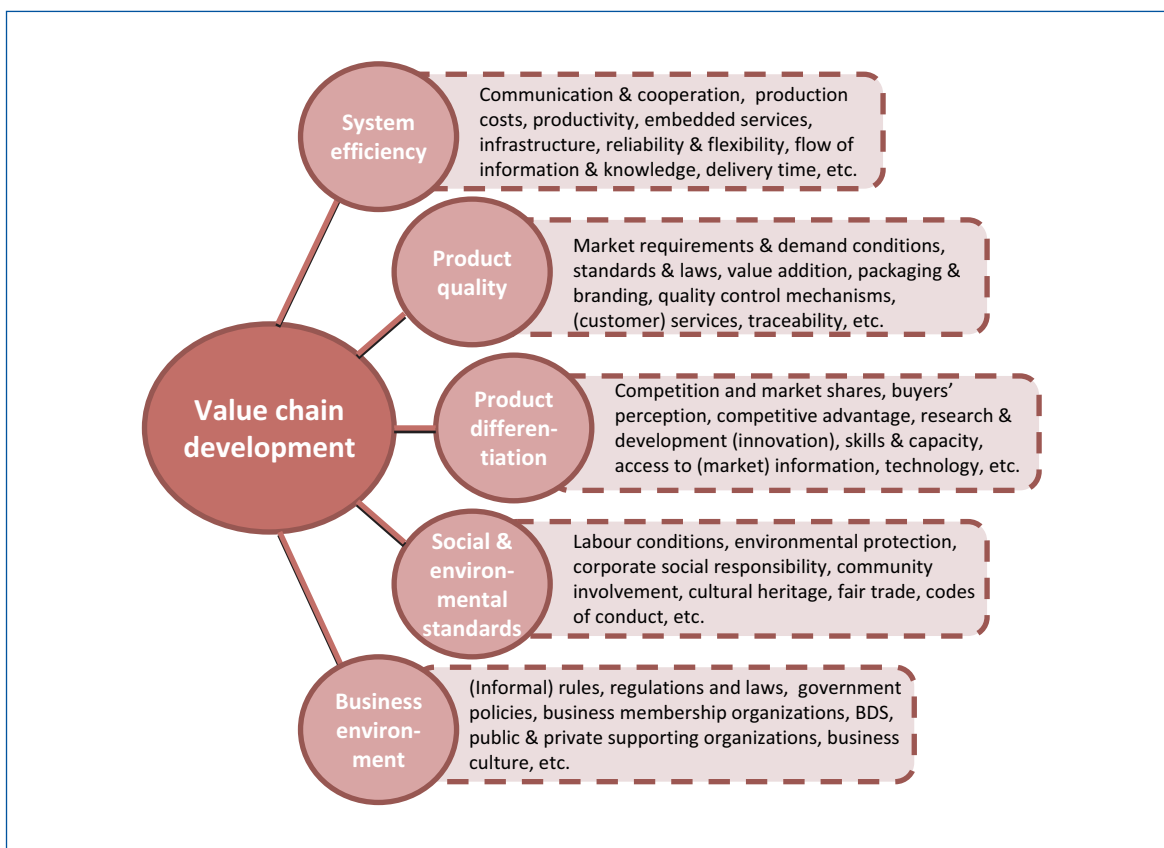 System
efficiency
Communication & cooperation, production
costs, productivity, embedded services,
infrastructure, reliability & flexibility, flow of
information & knowledge, delivery time, etc.
Product
quality
Market requirements & demand conditions,
standards & laws, value addition, packaging &
branding, quality control mechanisms,
(customer) services, traceability, etc.
Value chain
development
Product
differen-
tiation
Competition and market shares, buyers’
perception, competitive advantage, research &
development (innovation), skills & capacity,
access to (market) information, technology, etc.
Social &
environ-
mental
standards
Labour conditions, environmental protection,
corporate social responsibility, community
involvement, cultural heritage, fair trade, codes
of conduct, etc.
Business
environ-
ment
(Informal) rules, regulations and laws, government
policies, business membership organizations, BDS,
public & private supporting organizations, business
culture, etc.